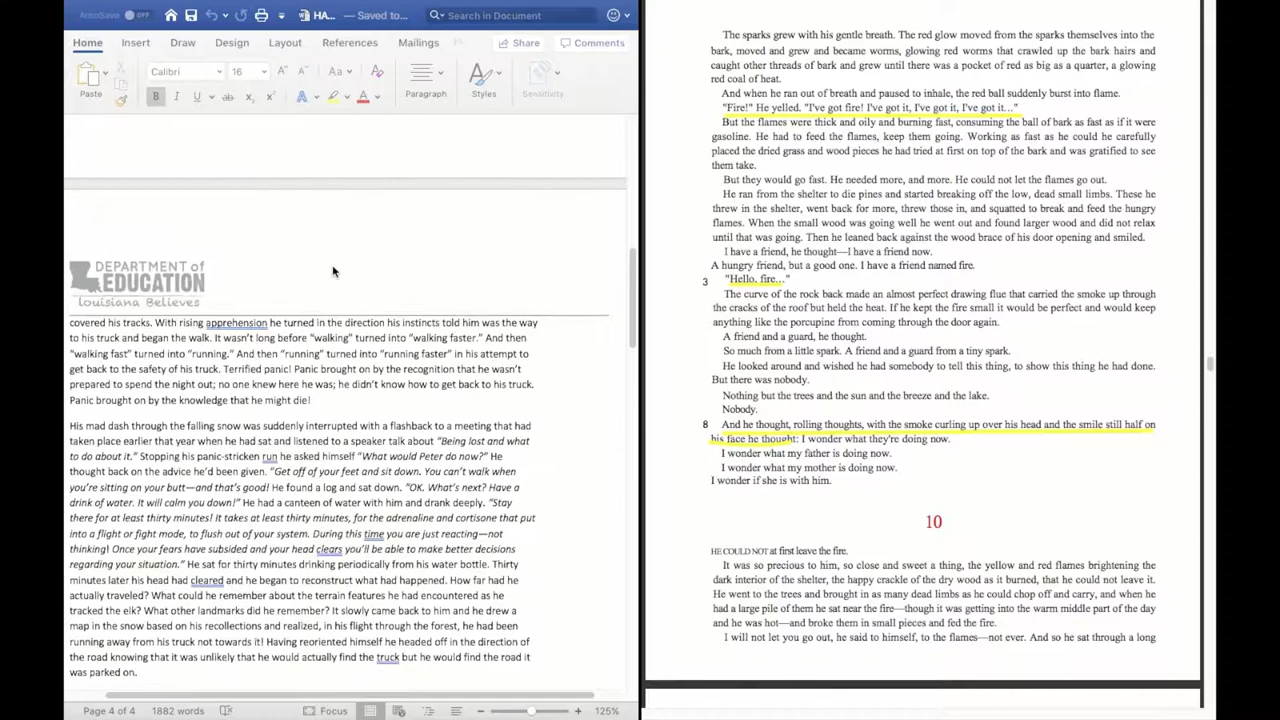 AutoSave OFF HA... — Saved to... Search in Document
Home Insert Draw Design Layout References Mailings Share Comments
Paste Calibri 16 A A Aa A Paragraph Styles Sensitivity
B I U ab x₂ x² A A
DEPARTMENT of
EDUCATION
Louisiana Believes
covered his tracks. With rising apprehension he turned in the direction his instincts told him was the way
to his truck and began the walk. It wasn't long before “walking” turned into “walking faster.” And then
“walking fast” turned into “running.” And then “running” turned into “running faster” in his attempt to
get back to the safety of his truck. Terrified panic! Panic brought on by the recognition that he wasn't
prepared to spend the night out; no one knew here he was; he didn't know how to get back to his truck.
Panic brought on by the knowledge that he might die!
His mad dash through the falling snow was suddenly interrupted with a flashback to a meeting that had
taken place earlier that year when he had sat and listened to a speaker talk about “Being lost and what
to do about it.” Stopping his panic-stricken run he asked himself “What would Peter do now?” He
thought back on the advice he'd been given. “Get off of your feet and sit down. You can't walk when
you're sitting on your butt—and that's good! He found a log and sat down. “OK. What's next? Have a
drink of water. It will calm you down!” He had a canteen of water with him and drank deeply. “Stay
there for at least thirty minutes! It takes at least thirty minutes, for the adrenaline and cortisone that put
into a flight or fight mode, to flush out of your system. During this time you are just reacting—not
thinking! Once your fears have subsided and your head clears you'll be able to make better decisions
regarding your situation.” He sat for thirty minutes drinking periodically from his water bottle. Thirty
minutes later his head had cleared and he began to reconstruct what had happened. How far had he
actually traveled? What could he remember about the terrain features he had encountered as he
tracked the elk? What other landmarks did he remember? It slowly came back to him and he drew a
map in the snow based on his recollections and realized, in his flight through the forest, he had been
running away from his truck not towards it! Having reoriented himself he headed off in the direction of
the road knowing that it was unlikely that he would actually find the truck but he would find the road it
was parked on.
Page 4 of 4 1882 words Focus 125%
The sparks grew with his gentle breath. The red glow moved from the sparks themselves into the
bark, moved and grew and became worms, glowing red worms that crawled up the bark hairs and
caught other threads of bark and grew until there was a pocket of red as big as a quarter, a glowing
red coal of heat.
And when he ran out of breath and paused to inhale, the red ball suddenly burst into flame.
"Fire!" He yelled. "I've got fire! I've got it, I've got it, I've got it..."
But the flames were thick and oily and burning fast, consuming the ball of bark as fast as if it were
gasoline. He had to feed the flames, keep them going. Working as fast as he could he carefully
placed the dried grass and wood pieces he had tried at first on top of the bark and was gratified to see
them take.
But they would go fast. He needed more, and more. He could not let the flames go out.
He ran from the shelter to die pines and started breaking off the low, dead small limbs. These he
threw in the shelter, went back for more, threw those in, and squatted to break and feed the hungry
flames. When the small wood was going well he went out and found larger wood and did not relax
until that was going. Then he leaned back against the wood brace of his door opening and smiled.
I have a friend, he thought—I have a friend now.
A hungry friend, but a good one. I have a friend named fire.
"Hello, fire..."
3
The curve of the rock back made an almost perfect drawing flue that carried the smoke up through
the cracks of the roof but held the heat. If he kept the fire small it would be perfect and would keep
anything like the porcupine from coming through the door again.
A friend and a guard, he thought.
So much from a little spark. A friend and a guard from a tiny spark.
He looked around and wished he had somebody to tell this thing, to show this thing he had done.
But there was nobody.
Nothing but the trees and the sun and the breeze and the lake.
Nobody.
8 And he thought, rolling thoughts, with the smoke curling up over his head and the smile still half on
his face he thought: I wonder what they're doing now.
I wonder what my father is doing now.
I wonder what my mother is doing now.
I wonder if she is with him.
10
HE COULD NOT at first leave the fire.
It was so precious to him, so close and sweet a thing, the yellow and red flames brightening the
dark interior of the shelter, the happy crackle of the dry wood as it burned, that he could not leave it.
He went to the trees and brought in as many dead limbs as he could chop off and carry, and when he
had a large pile of them he sat near the fire—though it was getting into the warm middle part of the day
and he was hot—and broke them in small pieces and fed the fire.
I will not let you go out, he said to himself, to the flames—not ever. And so he sat through a long